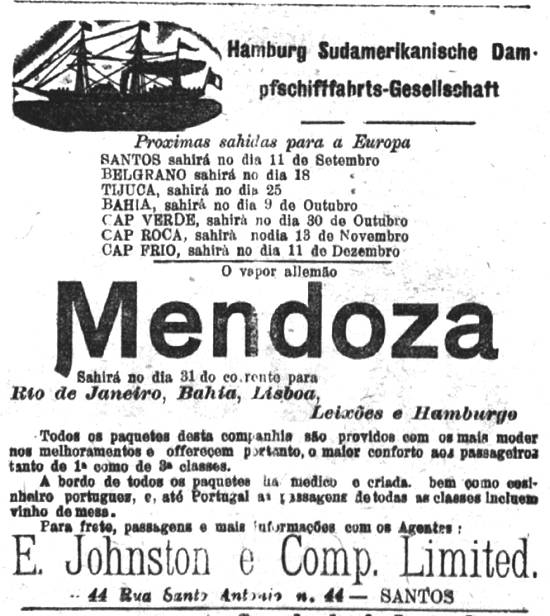 Hamburg Sudamerikanische Dam-
pfschifffahrts-Gesellschaft
Proximas sahidas para a Europa
SANTOS sahirá no dia 11 de Setembro
BELGRANO sahirá no dia 18 «
TIJUCA, sahirá no dia 25 «
BAHIA, sahirá no dia 9 de Outubro
CAP VERDE, sahirá no dia 30 de Outubro
CAP ROCA, sahirà nodia 13 de Novembro
CAP FRIO, sahirà no dia 11 de Dezembro
O vapor allemão
Mendoza
Sahirá no dia 31 do co.rente para
Rio de Janeiro, Bahia, Lisboa,
Leixões e Hamburgo
Todos os paquetes desta companhia são providos com os mais moder
nos melhoramentos e offereçem portanto, o maior conforto aos passageiros
tanto de 1ª como de 3ª classes.
A bordo de todos os paquetes ha medico e criada. bem como cosi-
nheiro portuguez, e, até Portugal as passagens de todas as classes incluem
vinho de mesa.
Para frete, passagens e mais informações com os Agentes:
E. Johnston e Comp. Limited.
44 Rua Santo Antonio n. 44 — SANTOS